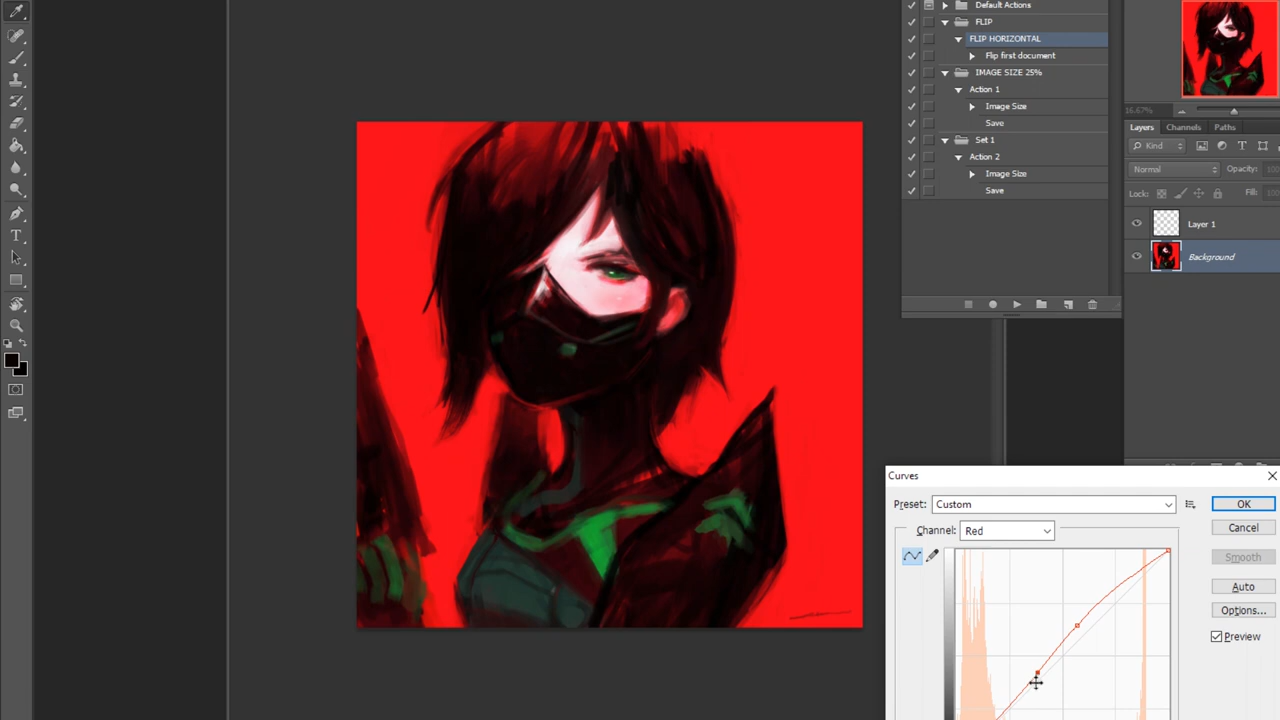 Default Actions
FLIP
FLIP HORIZONTAL
Flip first document
IMAGE SIZE 25%
Action 1
Image Size
Save
Set 1
Action 2
Image Size
Save
16.67%
Layers Channels Paths
Kind
Normal Opacity:
Lock: Fill:
Layer 1
Background
Curves
Preset: Custom
Channel: Red
OK
Cancel
Smooth
Auto
Options...
Preview